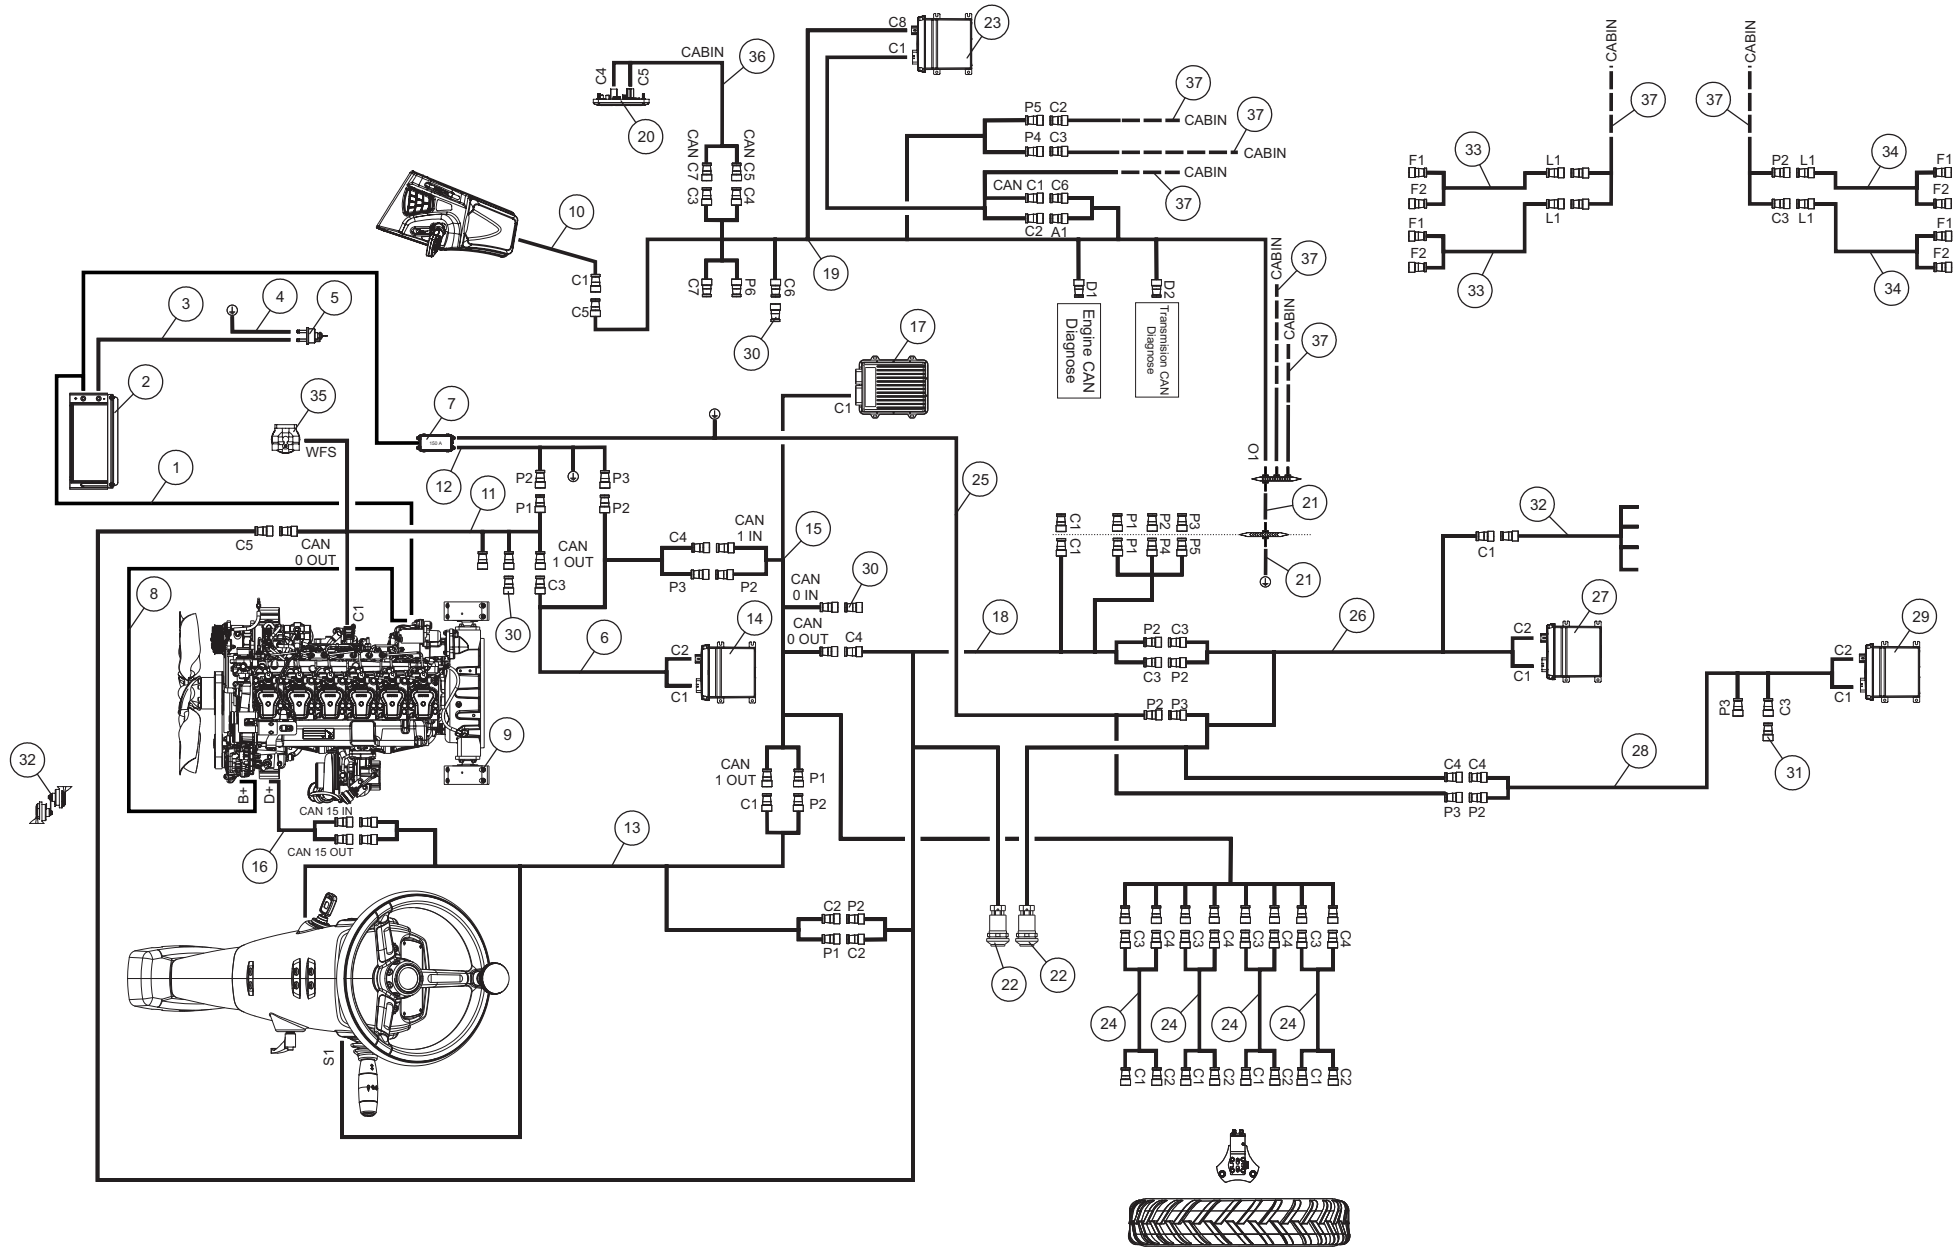 C8
23
C1
CABIN
36
C4
C5
20
CAN C7
CAN C5
C3
C4
10
C1
C5
C7
P6
C6
30
19
P5 C2
P4 C3
37
CABIN
37
CABIN
CABIN
37
CAN C1 C6
C2 A1
D1
D2
Engine CAN
Diagnose
Transmision CAN
Diagnose
CABIN
37
CABIN
37
O1
21
21
CABIN
37
33
F1
F2
L1
F1
F2
L1
33
CABIN
37
P2 L1
34
F1
F2
C3 L1
F1
F2
34
3
4
5
2
35
WFS
1
7
150 A
12
11
P2
P3
P1
P2
17
C1
25
C5
CAN
0 OUT
CAN
1 OUT
C3
30
C4
CAN
1 IN
P3
P2
15
CAN
0 IN
30
CAN
0 OUT
C4
8
C1
6
14
C2
C1
18
C1
C1
P1
P2
P3
P1
P4
P5
P2 C3
C3 P2
P2 P3
26
32
C1
27
C2
C1
29
C2
C1
P3
C3
31
28
C4 C4
P3 P2
9
32
B+
D+
CAN 15 IN
CAN 15 OUT
16
13
CAN
1 OUT
P1
C1
P2
C2 P2
P1 C2
S1
22
22
C3
C4
C3
C4
C3
C4
C3
C4
24
24
24
24
C1
C2
C1
C2
C1
C2
C1
C2